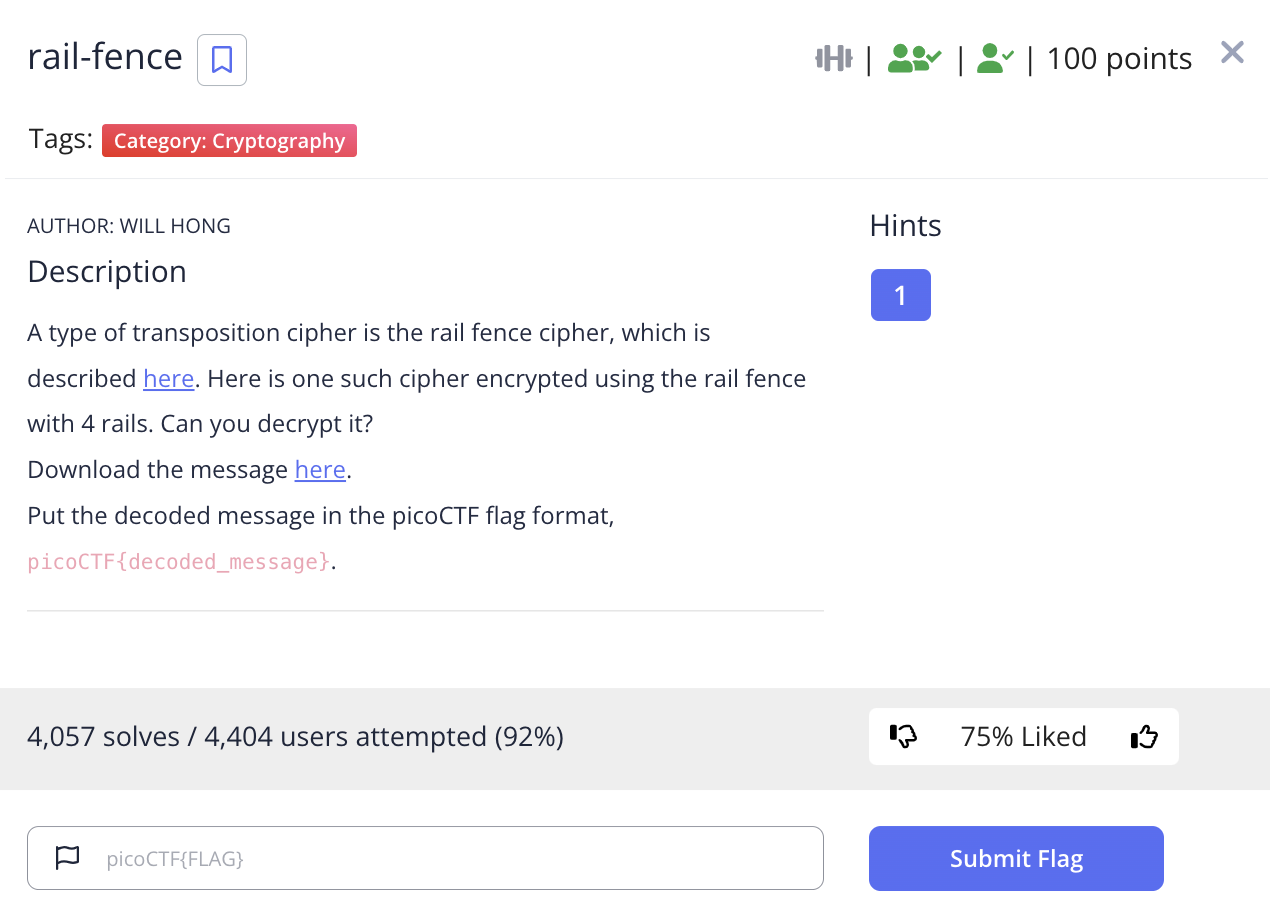 rail-fence
| | | 100 points
Tags: Category: Cryptography
AUTHOR: WILL HONG
Description
A type of transposition cipher is the rail fence cipher, which is
described here. Here is one such cipher encrypted using the rail fence
with 4 rails. Can you decrypt it?
Download the message here.
Put the decoded message in the picoCTF flag format,
picoCTF{decoded_message}.
Hints
1
4,057 solves / 4,404 users attempted (92%)
75% Liked
picoCTF{FLAG}
Submit Flag